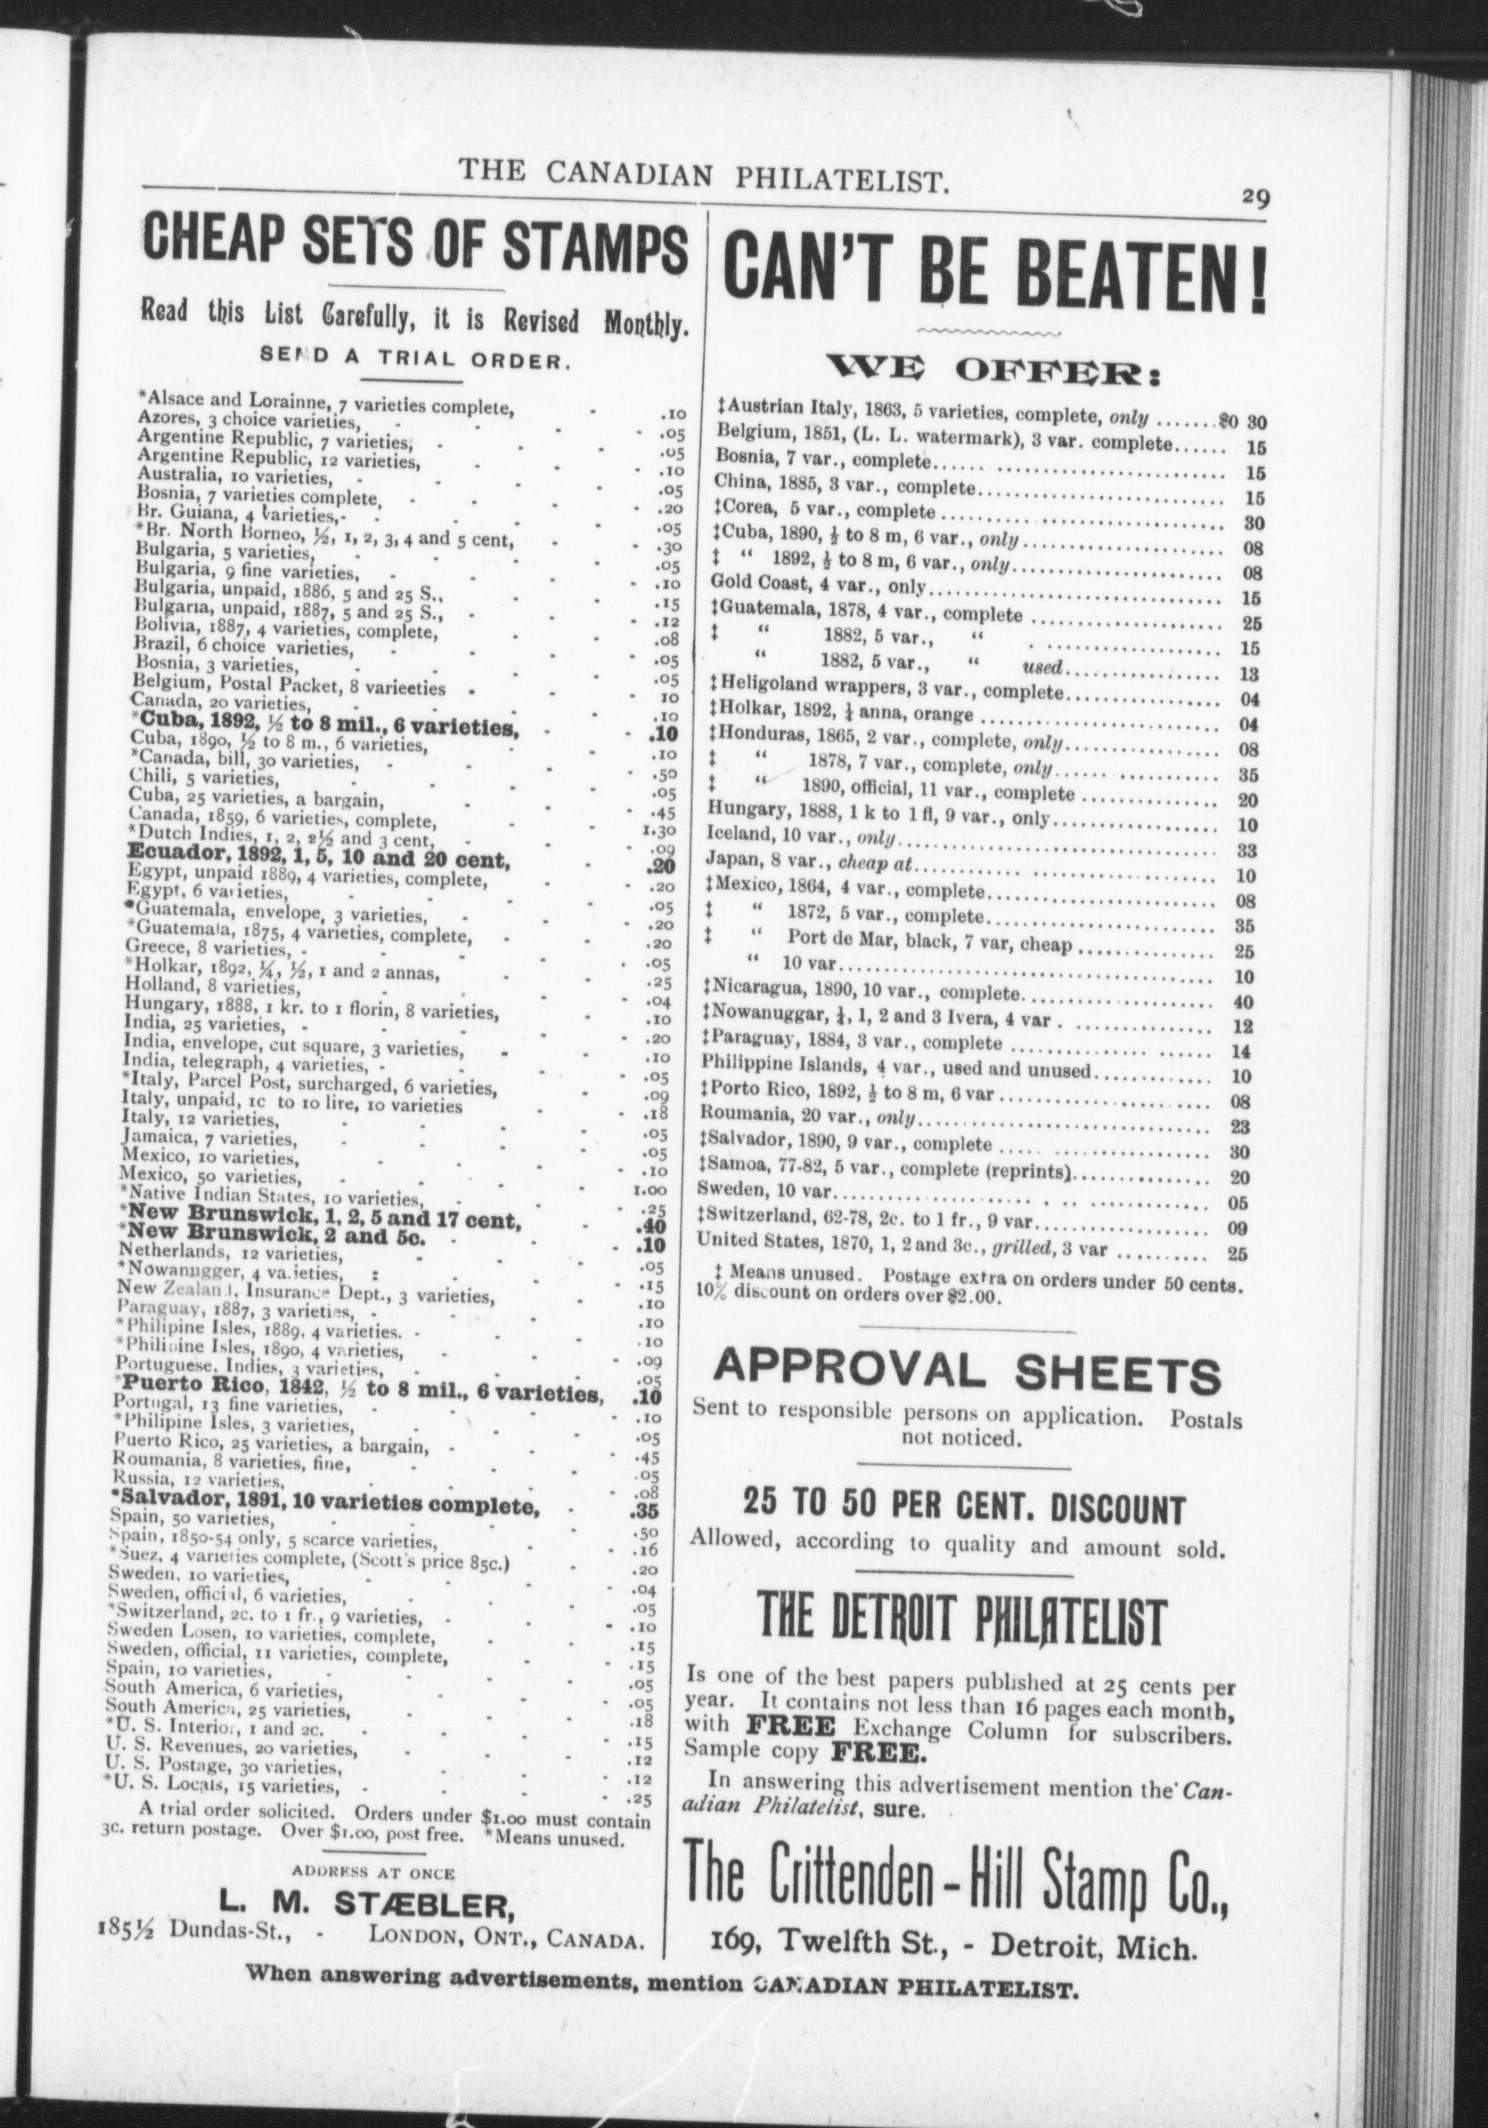 THE CANADIAN PHILATELIST.
29
CHEAP SETS OF STAMPS
Read this List Carefully, it is Revised Monthly.
SEND A TRIAL ORDER.
*Alsace and Lorainne, 7 varieties complete, - .10
Azores, 3 choice varieties, - - - .05
Argentine Republic, 7 varieties, - - - .05
Argentine Republic, 12 varieties, - - .10
Australia, 10 varieties, - - - .05
Bosnia, 7 varieties complete, - - - .20
Br. Guiana, 4 varieties, - - - .05
*Br. North Borneo, ½, 1, 2, 3, 4 and 5 cent, - - .30
Bulgaria, 5 varieties, - - - .05
Bulgaria, 9 fine varieties, - - - .10
Bulgaria, unpaid, 1886, 5 and 25 S., - - .15
Bulgaria, unpaid, 1887, 5 and 25 S., - - - .12
Bolivia, 1887, 4 varieties, complete, - - .08
Brazil, 6 choice varieties, - - - .05
Bosnia, 3 varieties, - - - .05
Belgium, Postal Packet, 8 varieeties - - - 10
Canada, 20 varieties, - - - .10
*Cuba, 1892, ½ to 8 mil., 6 varieties, - - .10
Cuba, 1890, ½ to 8 m., 6 varieties, - - .10
*Canada, bill, 30 varieties, - - - .50
Chili, 5 varieties, - - - .05
Cuba, 25 varieties, a bargain, - - - .45
Canada, 1859, 6 varieties, complete, - - 1.30
*Dutch Indies, 1, 2, 2½ and 3 cent, - - - .09
Ecuador, 1892, 1, 5, 10 and 20 cent, - .20
Egypt, unpaid 1889, 4 varieties, complete, - - .20
Egypt, 6 varieties, - - - .05
*Guatemala, envelope, 3 varieties, - - - .20
*Guatemala, 1875, 4 varieties, complete, - - .20
Greece, 8 varieties, - - - - .05
*Holkar, 1892, ¼, ½, 1 and 2 annas, - - .25
Holland, 8 varieties, - - - .04
Hungary, 1888, 1 kr. to 1 florin, 8 varieties, - .10
India, 25 varieties, - - - - .20
India, envelope, cut square, 3 varieties, - - .10
India, telegraph, 4 varieties, - - - - .05
*Italy, Parcel Post, surcharged, 6 varieties, - .09
Italy, unpaid, 1c to 10 lire, 10 varieties - - .18
Italy, 12 varieties, - - - .05
Jamaica, 7 varieties, - - - .05
Mexico, 10 varieties, - - - .10
Mexico, 50 varieties, - - - 1.00
*Native Indian States, 10 varieties, - - .25
*New Brunswick, 1, 2, 5 and 17 cent, - .40
*New Brunswick, 2 and 5c. - - - .10
Netherlands, 12 varieties, - - - .05
*Nowanugger, 4 varieties, : - - .15
New Zealand, Insurance Dept., 3 varieties, - .10
Paraguay, 1887, 3 varieties, - - - .10
*Philipine Isles, 1889, 4 varieties. - - - .10
*Philipine Isles, 1890, 4 varieties, - - - .09
Portuguese, Indies, 3 varieties, - - - .05
*Puerto Rico, 1842, ½ to 8 mil., 6 varieties, .10
Portugal, 13 fine varieties, - - - .10
*Philipine Isles, 3 varieties, - - - .05
Puerto Rico, 25 varieties, a bargain, - - - .45
Roumania, 8 varieties, fine, - - - .05
Russia, 12 varieties, - - - .08
*Salvador, 1891, 10 varieties complete, - .35
Spain, 50 varieties, - - - .50
Spain, 1850-54 only, 5 scarce varieties, - - .16
*Suez, 4 varieties complete, (Scott's price 85c.) - .20
Sweden, 10 varieties, - - - .04
Sweden, official, 6 varieties, - - - .05
*Switzerland, 2c. to 1 fr., 9 varieties, - - - .10
Sweden Losen, 10 varieties, complete, - - .15
Sweden, official, 11 varieties, complete, - - .15
Spain, 10 varieties, - - - .05
South America, 6 varieties, - - - .05
South America, 25 varieties, - - - .18
*U. S. Interior, 1 and 2c. - - - .15
U. S. Revenues, 20 varieties, - - - .12
U. S. Postage, 30 varieties, - - - .12
*U. S. Locals, 15 varieties, - - - .25
A trial order solicited. Orders under $1.00 must contain
3c. return postage. Over $1.00, post free. *Means unused.
ADDRESS AT ONCE
L. M. STÆBLER,
185½ Dundas-St., - LONDON, ONT., CANADA.
CAN'T BE BEATEN!
WE OFFER:
‡Austrian Italy, 1863, 5 varieties, complete, only ....... $0 30
Belgium, 1851, (L. L. watermark), 3 var. complete...... 15
Bosnia, 7 var., complete...... 15
China, 1885, 3 var., complete...... 15
‡Corea, 5 var., complete ...... 30
‡Cuba, 1890, ½ to 8 m, 6 var., only...... 08
‡ " 1892, ½ to 8 m, 6 var., only...... 08
Gold Coast, 4 var., only...... 15
‡Guatemala, 1878, 4 var., complete ...... 25
‡ " 1882, 5 var., " ...... 15
" 1882, 5 var., " used...... 13
‡Heligoland wrappers, 3 var., complete...... 04
‡Holkar, 1892, ¼ anna, orange ...... 04
‡Honduras, 1865, 2 var., complete, only...... 08
‡ " 1878, 7 var., complete, only...... 35
‡ " 1890, official, 11 var., complete ...... 20
Hungary, 1888, 1 k to 1 fl, 9 var., only...... 10
Iceland, 10 var., only...... 33
Japan, 8 var., cheap at...... 10
‡Mexico, 1864, 4 var., complete...... 08
‡ " 1872, 5 var., complete...... 35
‡ " Port de Mar, black, 7 var, cheap ...... 25
" 10 var...... 10
‡Nicaragua, 1890, 10 var., complete...... 40
‡Nowanuggar, ½, 1, 2 and 3 Ivera, 4 var ...... 12
‡Paraguay, 1884, 3 var., complete ...... 14
Philippine Islands, 4 var., used and unused...... 10
‡Porto Rico, 1892, ½ to 8 m, 6 var ...... 08
Roumania, 20 var., only...... 23
‡Salvador, 1890, 9 var., complete ...... 30
‡Samoa, 77-82, 5 var., complete (reprints)...... 20
Sweden, 10 var...... 05
‡Switzerland, 62-78, 2c. to 1 fr., 9 var...... 09
United States, 1870, 1, 2 and 3c., grilled, 3 var ...... 25
‡ Means unused. Postage extra on orders under 50 cents.
10% discount on orders over $2.00.
APPROVAL SHEETS
Sent to responsible persons on application. Postals
not noticed.
25 TO 50 PER CENT. DISCOUNT
Allowed, according to quality and amount sold.
THE DETROIT PHILATELIST
Is one of the best papers published at 25 cents per
year. It contains not less than 16 pages each month,
with FREE Exchange Column for subscribers.
Sample copy FREE.
In answering this advertisement mention the Can-
adian Philatelist, sure.
The Crittenden-Hill Stamp Co.,
169, Twelfth St., - Detroit, Mich.
When answering advertisements, mention CANADIAN PHILATELIST.